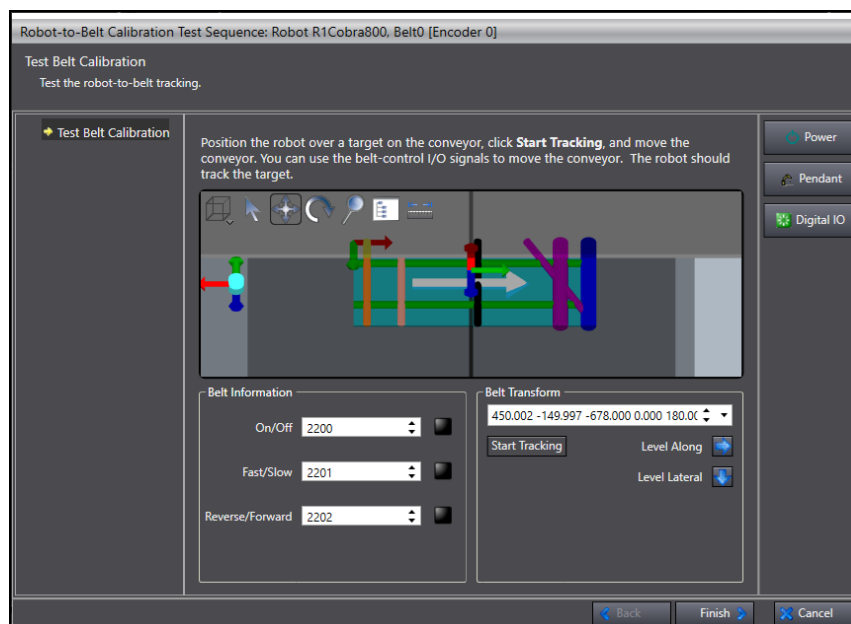 Robot-to-Belt Calibration Test Sequence: Robot R1Cobra800, Belt0 [Encoder 0]
Test Belt Calibration
Test the robot-to-belt tracking.
Test Belt Calibration
Position the robot over a target on the conveyor, click Start Tracking, and move the
conveyor. You can use the belt-control I/O signals to move the conveyor. The robot should
track the target.
Power
Pendant
Digital IO
Belt Information
On/Off 2200
Fast/Slow 2201
Reverse/Forward 2202
Belt Transform
450.002 -149.997 -678.000 0.000 180.00
Start Tracking
Level Along
Level Lateral
Back
Finish
Cancel